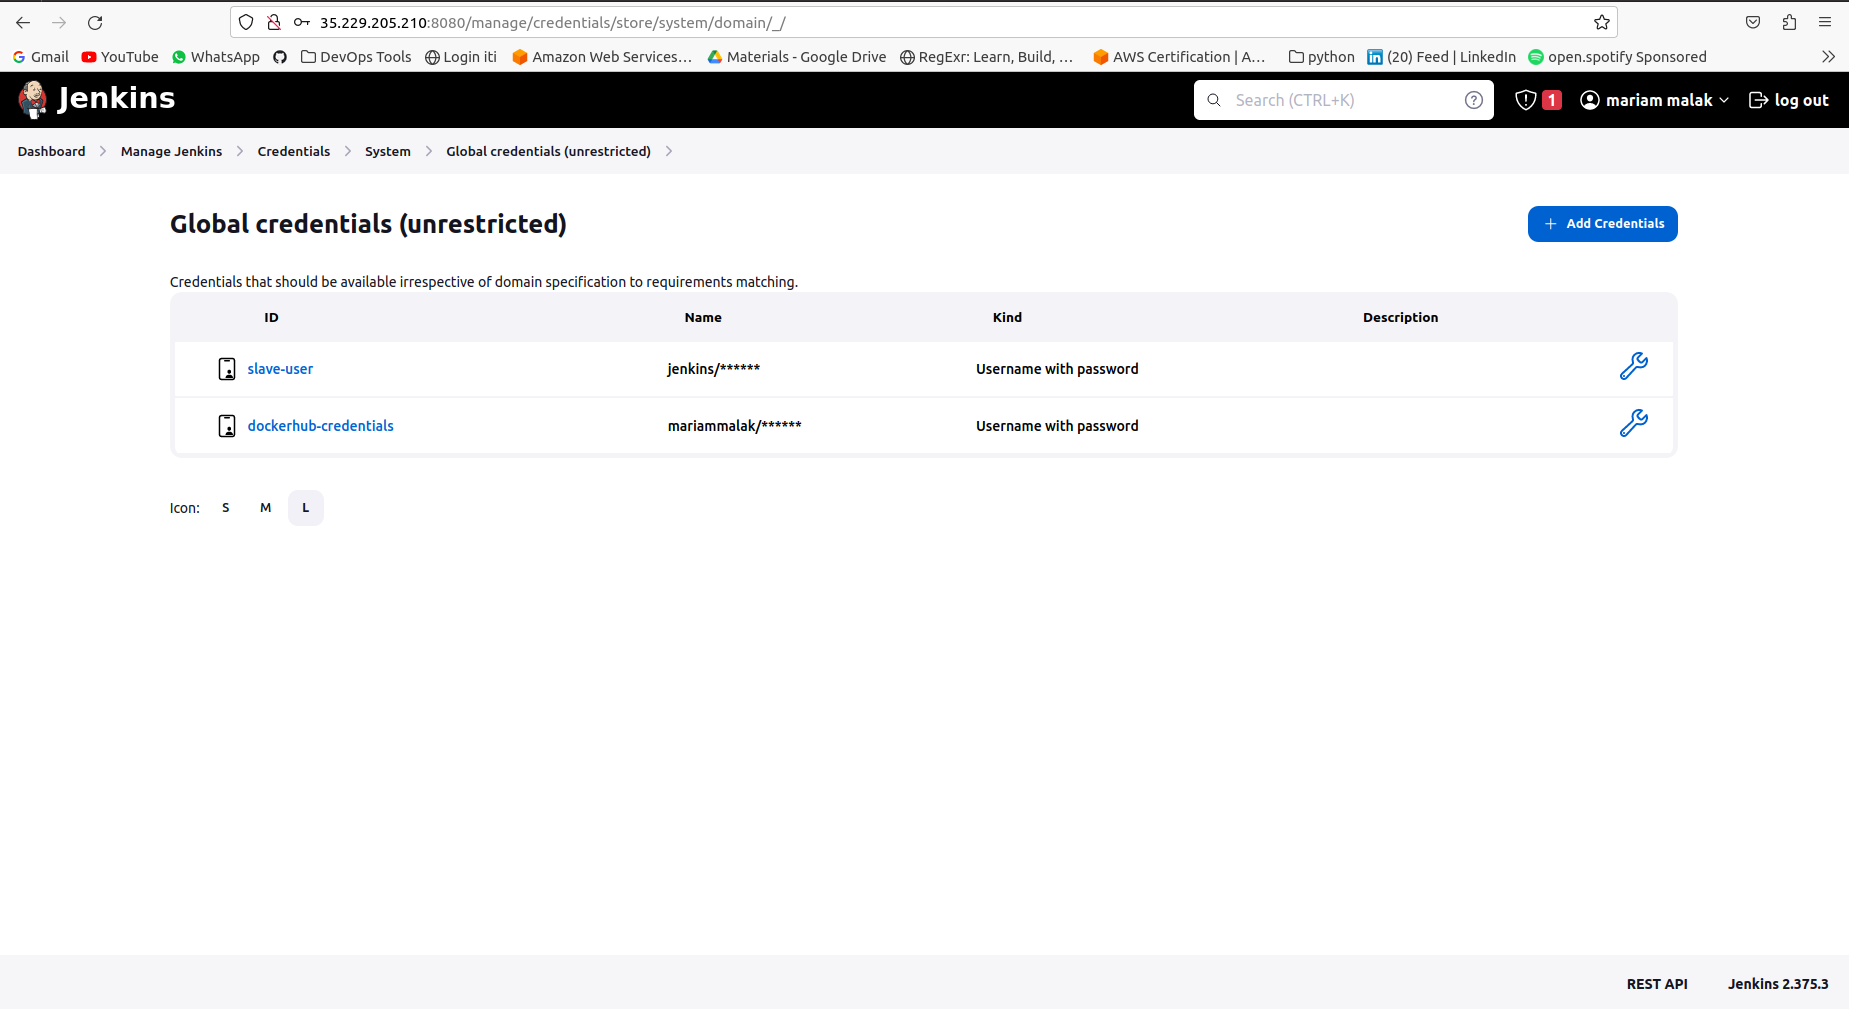 35.229.205.210:8080/manage/credentials/store/system/domain/_/
Gmail YouTube WhatsApp DevOps Tools Login iti Amazon Web Services... Materials - Google Drive RegExr: Learn, Build, ... AWS Certification | A... python (20) Feed | LinkedIn open.spotify Sponsored
Jenkins Search (CTRL+K) 1 mariam malak log out
Dashboard Manage Jenkins Credentials System Global credentials (unrestricted)
Global credentials (unrestricted) + Add Credentials
Credentials that should be available irrespective of domain specification to requirements matching.
ID Name Kind Description
slave-user jenkins/****** Username with password
dockerhub-credentials mariammalak/****** Username with password
Icon: S M L
REST API Jenkins 2.375.3